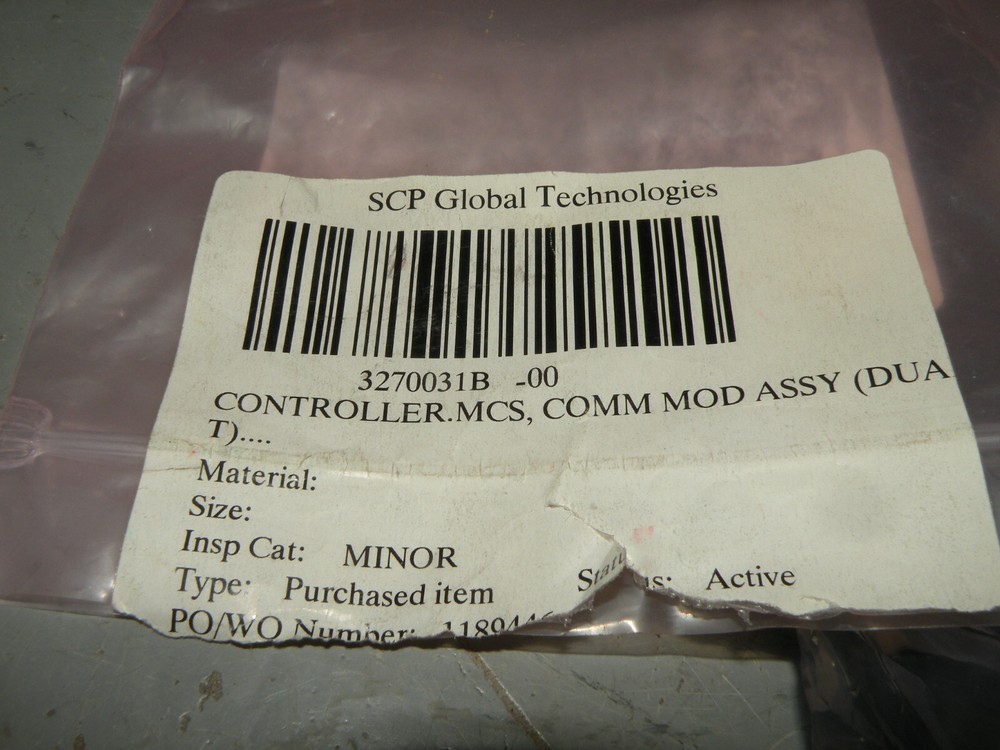 SCP Global Technologies
3270031B -00
CONTROLLER.MCS, COMM MOD ASSY (DUA
T)....
Material:
Size:
Insp Cat: MINOR
Type: Purchased item Status: Active
PO/WO Number: